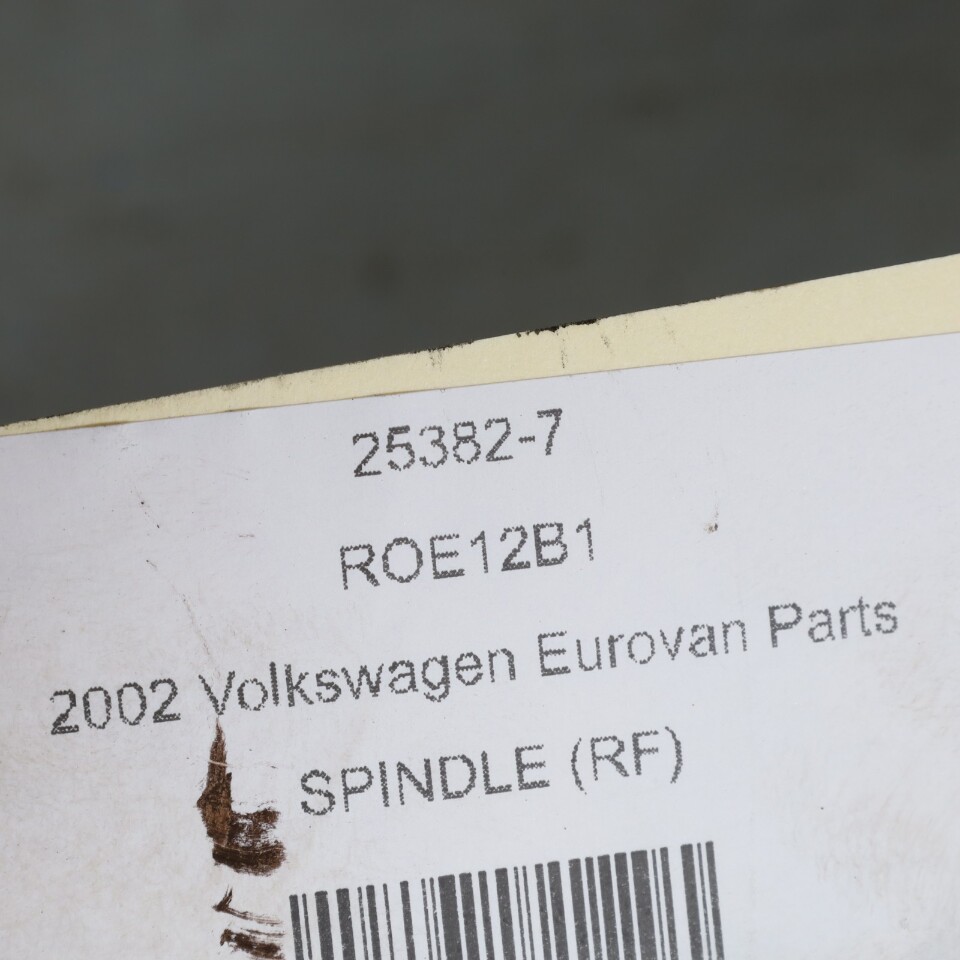 25382-7
ROE12B1
2002 Volkswagen Eurovan Parts
SPINDLE (RF)